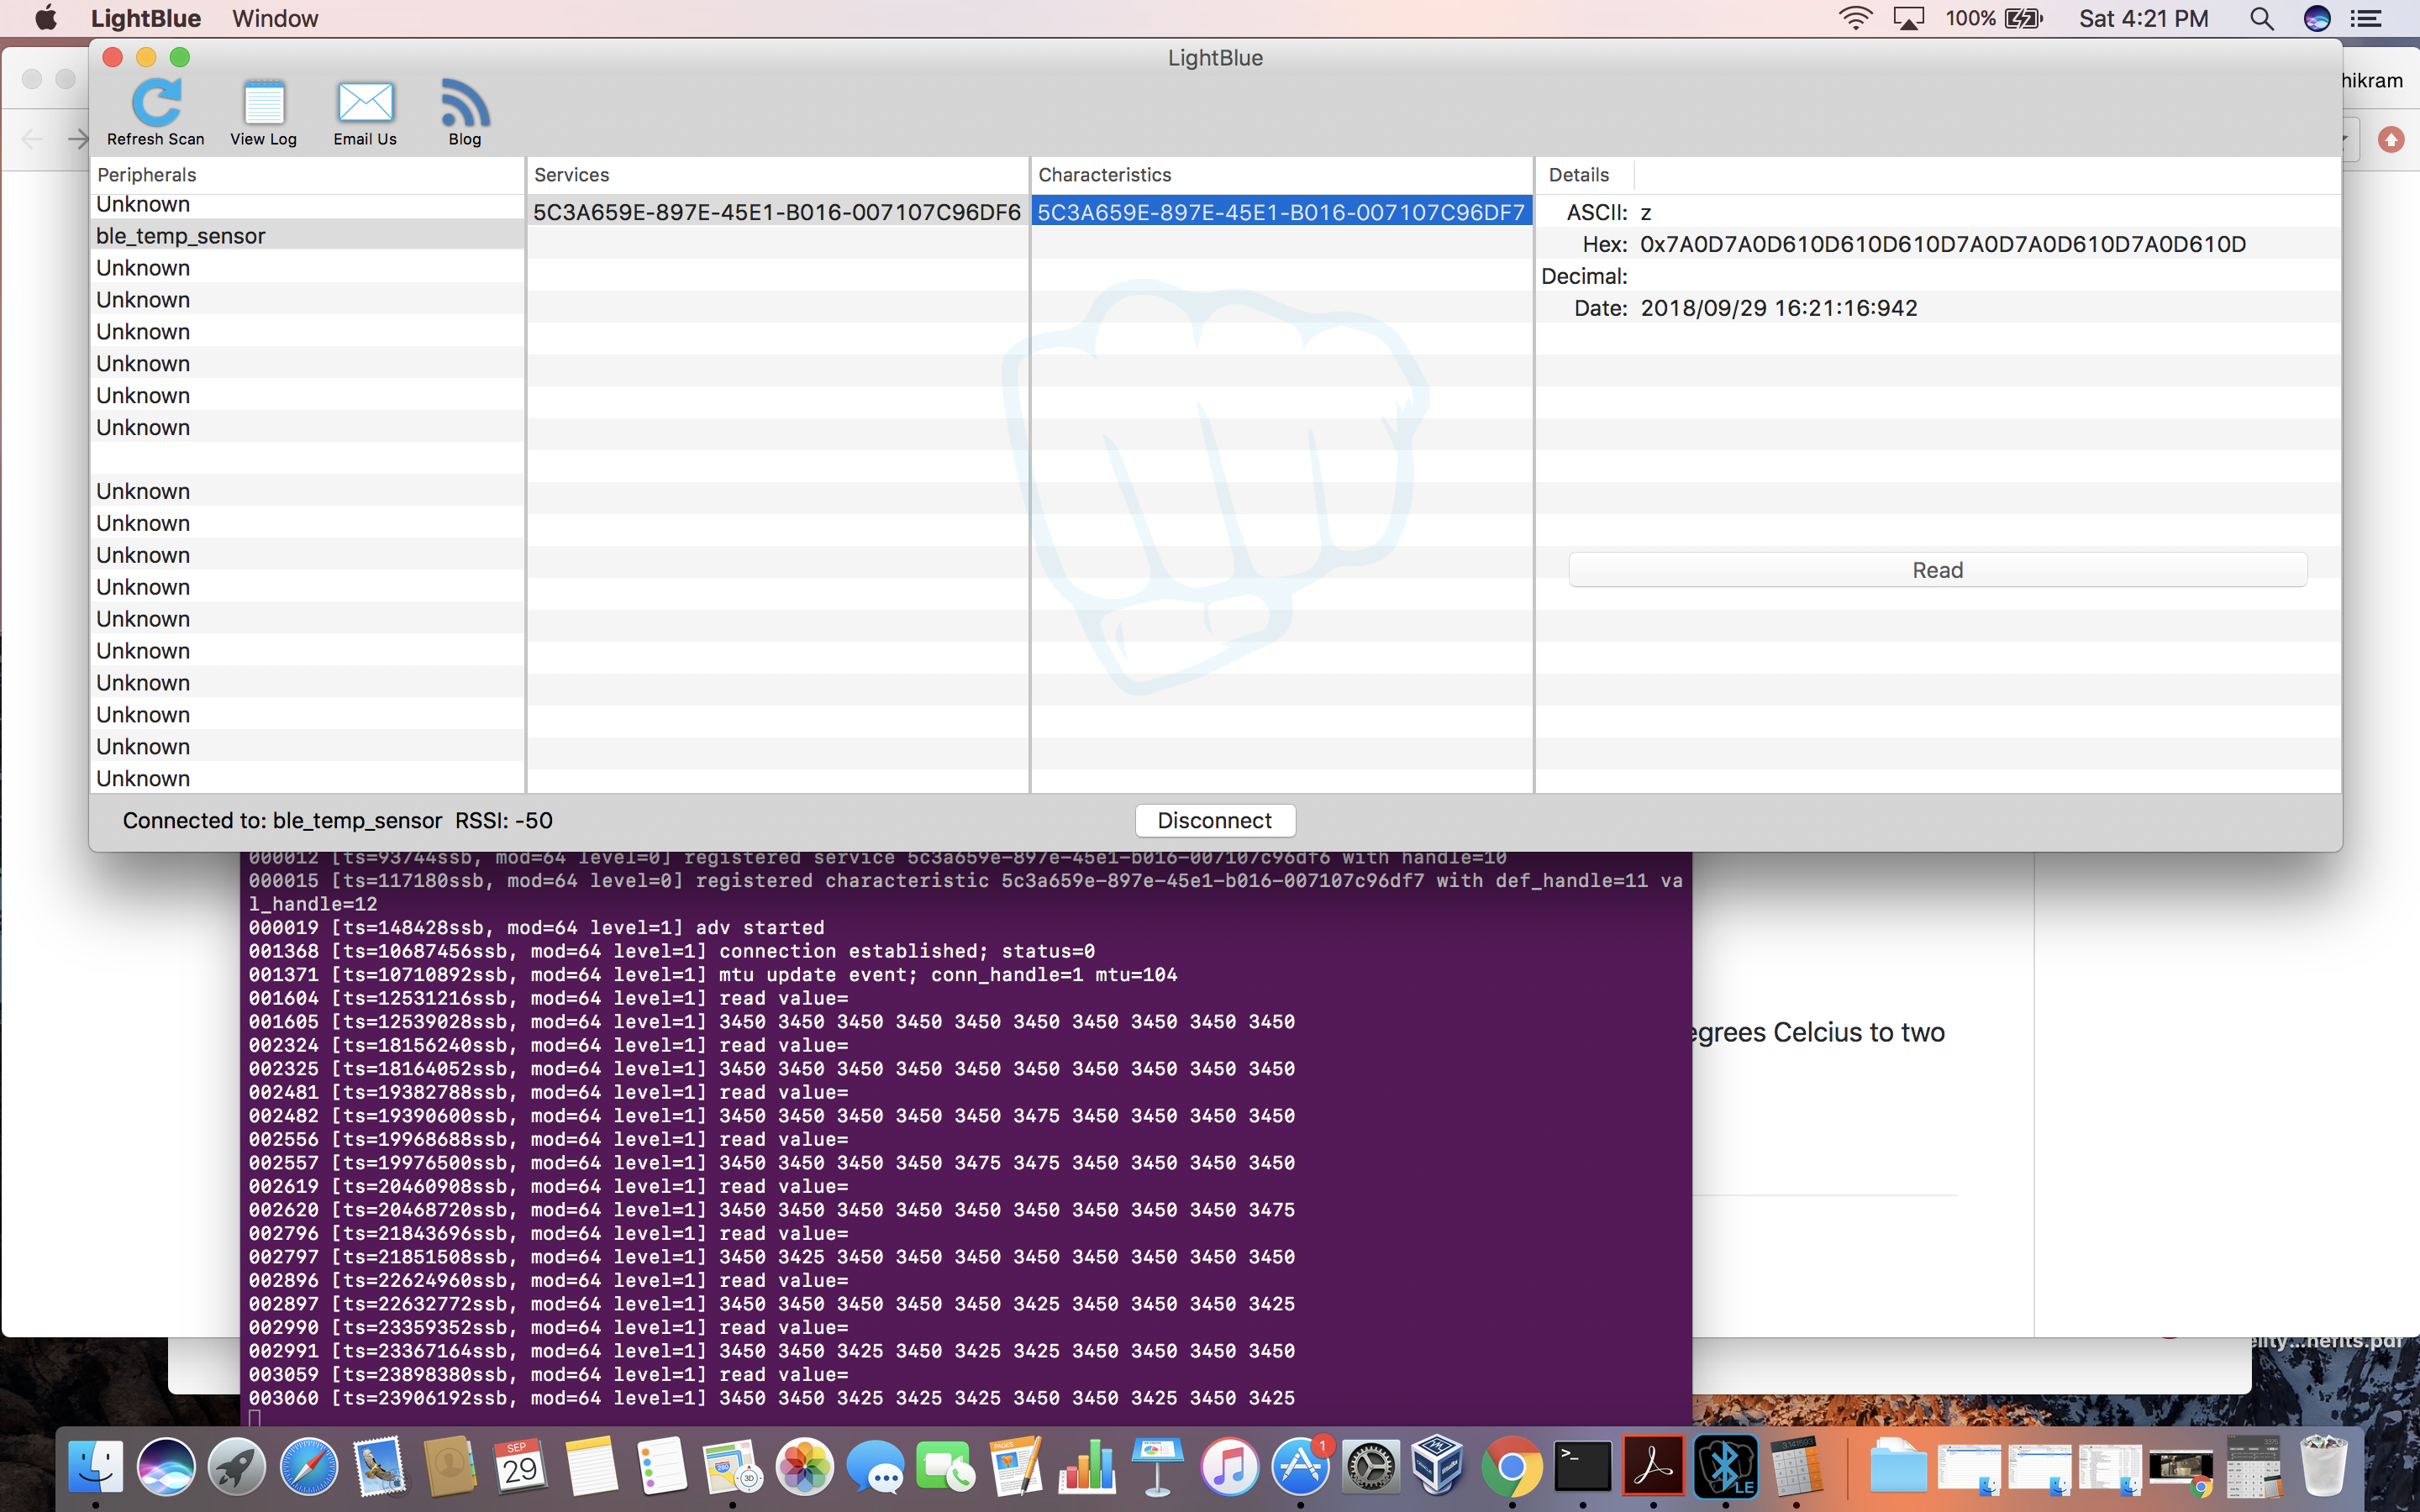 LightBlue Window 100% Sat 4:21 PM
LightBlue
hikram
Refresh Scan View Log Email Us Blog
Peripherals Services Characteristics Details
Unknown
5C3A659E-897E-45E1-B016-007107C96DF6 5C3A659E-897E-45E1-B016-007107C96DF7
ASCII: z
ble_temp_sensor
Hex: 0x7A0D7A0D610D610D610D7A0D7A0D610D7A0D610D
Unknown
Decimal:
Unknown
Date: 2018/09/29 16:21:16:942
Unknown
Unknown
Unknown
Unknown
Unknown
Unknown
Unknown
Unknown
Unknown
Unknown
Unknown
Unknown
Unknown
Unknown
Read
Connected to: ble_temp_sensor RSSI: -50
Disconnect
000012 [ts=93744ssb, mod=64 level=0] registered service 5c3a659e-897e-45e1-b016-007107c96df6 with handle=10
000015 [ts=117180ssb, mod=64 level=0] registered characteristic 5c3a659e-897e-45e1-b016-007107c96df7 with def_handle=11 va
l_handle=12
000019 [ts=148428ssb, mod=64 level=1] adv started
001368 [ts=10687456ssb, mod=64 level=1] connection established; status=0
001371 [ts=10710892ssb, mod=64 level=1] mtu update event; conn_handle=1 mtu=104
001604 [ts=12531216ssb, mod=64 level=1] read value=
001605 [ts=12539028ssb, mod=64 level=1] 3450 3450 3450 3450 3450 3450 3450 3450 3450 3450
002324 [ts=18156240ssb, mod=64 level=1] read value=
002325 [ts=18164052ssb, mod=64 level=1] 3450 3450 3450 3450 3450 3450 3450 3450 3450 3450
002481 [ts=19382788ssb, mod=64 level=1] read value=
002482 [ts=19390600ssb, mod=64 level=1] 3450 3450 3450 3450 3450 3475 3450 3450 3450 3450
002556 [ts=19968688ssb, mod=64 level=1] read value=
002557 [ts=19976500ssb, mod=64 level=1] 3450 3450 3450 3450 3475 3475 3450 3450 3450 3450
002619 [ts=20460908ssb, mod=64 level=1] read value=
002620 [ts=20468720ssb, mod=64 level=1] 3450 3450 3450 3450 3450 3450 3450 3450 3450 3475
002796 [ts=21843696ssb, mod=64 level=1] read value=
002797 [ts=21851508ssb, mod=64 level=1] 3450 3425 3450 3450 3450 3450 3450 3450 3450 3450
002896 [ts=22624960ssb, mod=64 level=1] read value=
002897 [ts=22632772ssb, mod=64 level=1] 3450 3450 3450 3450 3450 3425 3450 3450 3450 3425
002990 [ts=23359352ssb, mod=64 level=1] read value=
002991 [ts=23367164ssb, mod=64 level=1] 3450 3450 3425 3450 3425 3425 3450 3450 3450 3450
003059 [ts=23898380ssb, mod=64 level=1] read value=
003060 [ts=23906192ssb, mod=64 level=1] 3450 3450 3425 3425 3425 3450 3450 3425 3450 3425
egrees Celcius to two
SEP
29
PAGES
280
3D
1
>_
LE